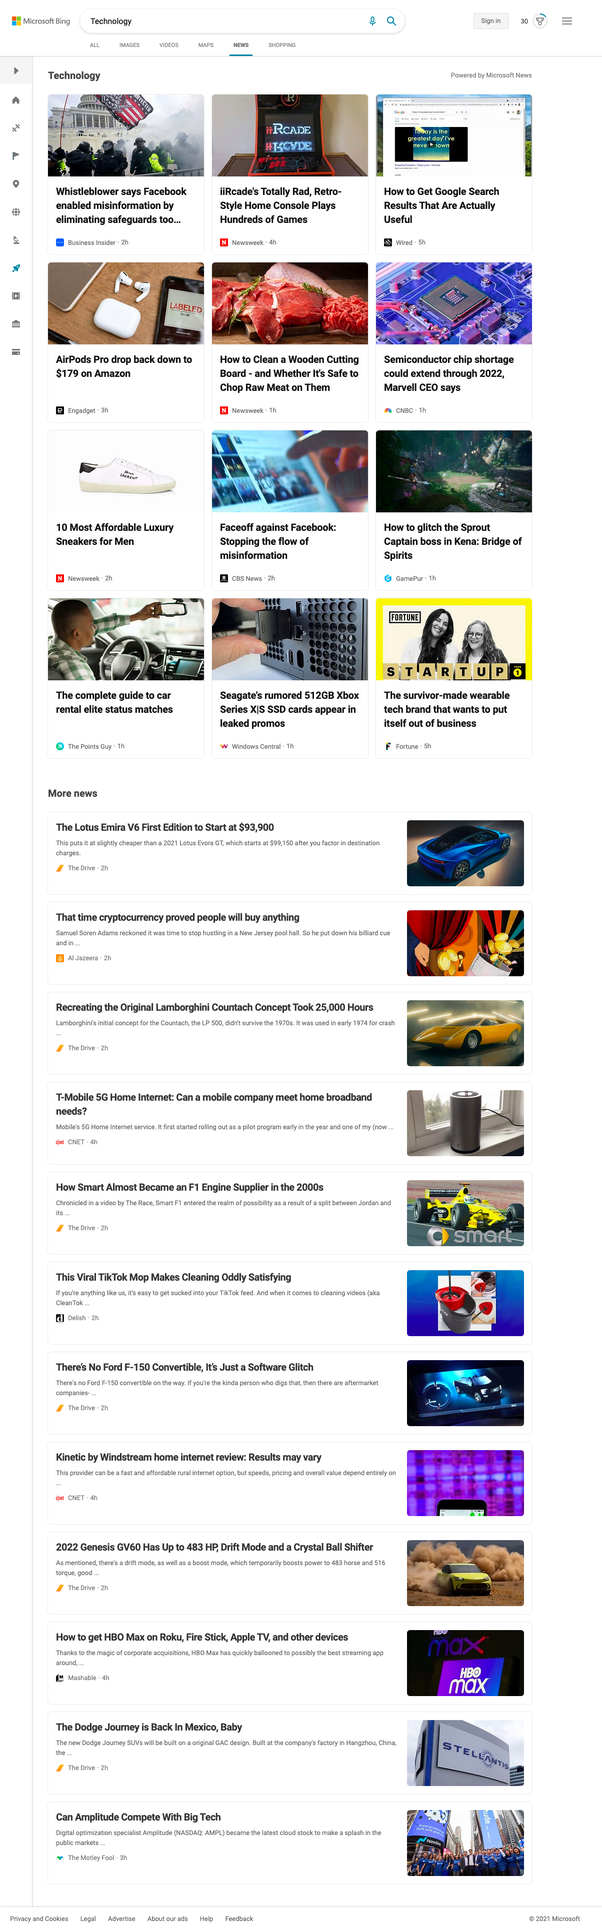 Microsoft Bing
Technology
Sign in
30
ALL
IMAGES
VIDEOS
MAPS
NEWS
SHOPPING
Technology
Powered by Microsoft News
Whistleblower says Facebook
enabled misinformation by
eliminating safeguards too...
Business Insider · 2h
iiRCADE
iiRcade's Totally Rad, Retro-
Style Home Console Plays
Hundreds of Games
Newsweek · 4h
Today is the
greatest day I've
never known
How to Get Google Search
Results That Are Actually
Useful
Wired · 5h
LABELED
AirPods Pro drop back down to
$179 on Amazon
Engadget · 3h
How to Clean a Wooden Cutting
Board - and Whether It's Safe to
Chop Raw Meat on Them
Newsweek · 1h
Semiconductor chip shortage
could extend through 2022,
Marvell CEO says
CNBC · 1h
10 Most Affordable Luxury
Sneakers for Men
Newsweek · 2h
Faceoff against Facebook:
Stopping the flow of
misinformation
CBS News · 2h
How to glitch the Sprout
Captain boss in Kena: Bridge of
Spirits
GamePur · 1h
The complete guide to car
rental elite status matches
The Points Guy · 1h
Seagate's rumored 512GB Xbox
Series X|S SSD cards appear in
leaked promos
Windows Central · 1h
FORTUNE
STARTUP
The survivor-made wearable
tech brand that wants to put
itself out of business
Fortune · 5h
More news
The Lotus Emira V6 First Edition to Start at $93,900
This puts it at slightly cheaper than a 2021 Lotus Evora GT, which starts at $99,150 after you factor in destination
charges.
The Drive · 2h
That time cryptocurrency proved people will buy anything
Samuel Soren Adams reckoned it was time to stop hustling in a New Jersey pool hall. So he put down his billiard cue
and in ...
Al Jazeera · 2h
Recreating the Original Lamborghini Countach Concept Took 25,000 Hours
Lamborghini's initial concept for the Countach, the LP 500, didn't survive the 1970s. It was used in early 1974 for crash
...
The Drive · 2h
T-Mobile 5G Home Internet: Can a mobile company meet home broadband
needs?
Mobile's 5G Home Internet service. It first started rolling out as a pilot program early in the year and one of my (now ...
CNET · 4h
How Smart Almost Became an F1 Engine Supplier in the 2000s
Chronicled in a video by The Race, Smart F1 entered the realm of possibility as a result of a split between Jordan and
its ...
The Drive · 2h
smart
This Viral TikTok Mop Makes Cleaning Oddly Satisfying
If you're anything like us, it's easy to get sucked into your TikTok feed. And when it comes to cleaning videos (aka
CleanTok ...
Delish · 2h
There's No Ford F-150 Convertible, It's Just a Software Glitch
There's no Ford F-150 convertible on the way. If you're the kinda person who digs that, then there are aftermarket
companies- ...
The Drive · 2h
Kinetic by Windstream home internet review: Results may vary
This provider can be a fast and affordable rural internet option, but speeds, pricing and overall value depend entirely on
...
CNET · 4h
2022 Genesis GV60 Has Up to 483 HP, Drift Mode and a Crystal Ball Shifter
As mentioned, there's a drift mode, as well as a boost mode, which temporarily boosts power to 483 horse and 516
torque, good ...
The Drive · 2h
How to get HBO Max on Roku, Fire Stick, Apple TV, and other devices
Thanks to the magic of corporate acquisitions, HBO Max has quickly ballooned to possibly the best streaming app
around, ...
Mashable · 4h
max
HBO
max
The Dodge Journey is Back In Mexico, Baby
The new Dodge Journey SUVs will be built on a original GAC design. Built at the company's factory in Hangzhou, China,
the ...
The Drive · 2h
STELLANTIS
Can Amplitude Compete With Big Tech
Digital optimization specialist Amplitude (NASDAQ: AMPL) became the latest cloud stock to make a splash in the
public markets ...
The Motley Fool · 3h
Privacy and Cookies
Legal
Advertise
About our ads
Help
Feedback
© 2021 Microsoft